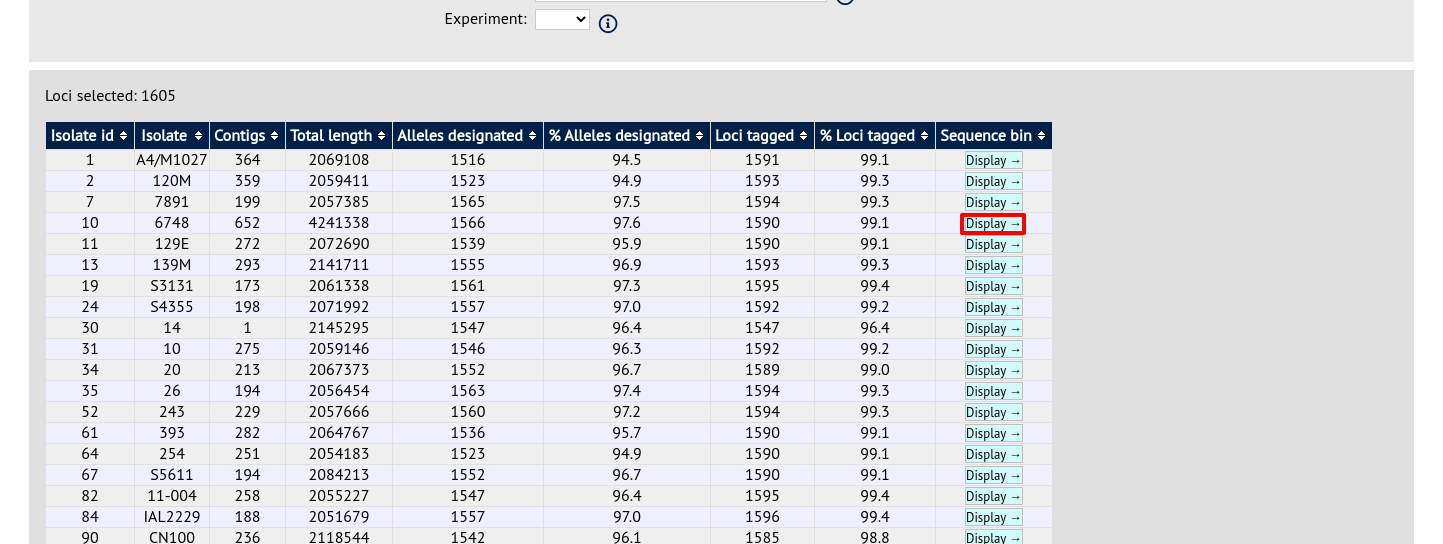 Experiment:
Loci selected: 1605
Isolate id Isolate Contigs Total length Alleles designated % Alleles designated Loci tagged % Loci tagged Sequence bin
1 A4/M1027 364 2069108 1516 94.5 1591 99.1 Display →
2 120M 359 2059411 1523 94.9 1593 99.3 Display →
7 7891 199 2057385 1565 97.5 1594 99.3 Display →
10 6748 652 4241338 1566 97.6 1590 99.1 Display →
11 129E 272 2072690 1539 95.9 1590 99.1 Display →
13 139M 293 2141711 1555 96.9 1593 99.3 Display →
19 S3131 173 2061338 1561 97.3 1595 99.4 Display →
24 S4355 198 2071992 1557 97.0 1592 99.2 Display →
30 14 1 2145295 1547 96.4 1547 96.4 Display →
31 10 275 2059146 1546 96.3 1592 99.2 Display →
34 20 213 2067373 1552 96.7 1589 99.0 Display →
35 26 194 2056454 1563 97.4 1594 99.3 Display →
52 243 229 2057666 1560 97.2 1594 99.3 Display →
61 393 282 2064767 1536 95.7 1590 99.1 Display →
64 254 251 2054183 1523 94.9 1590 99.1 Display →
67 S5611 194 2084213 1552 96.7 1590 99.1 Display →
82 11-004 258 2055227 1547 96.4 1595 99.4 Display →
84 IAL2229 188 2051679 1557 97.0 1596 99.4 Display →
90 CN100 236 2118544 1542 96.1 1585 98.8 Display →